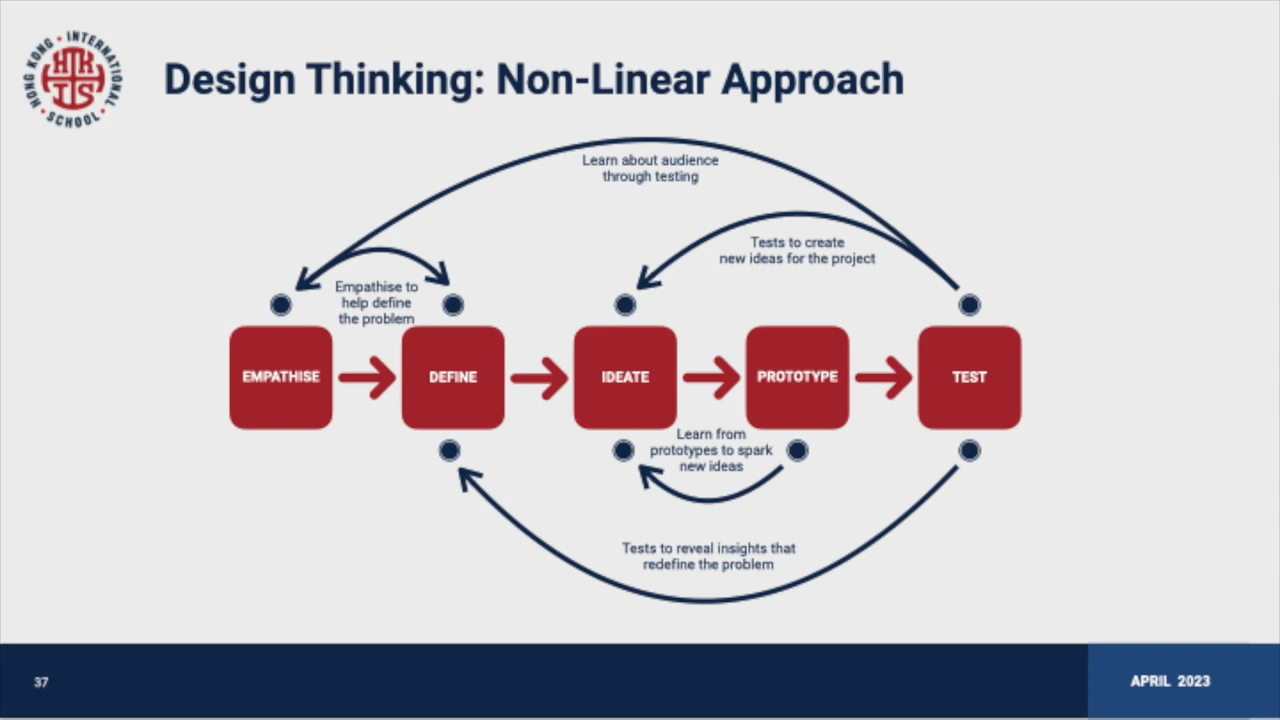 HONG KONG • INTERNATIONAL • SCHOOL •
HK
IS
Design Thinking: Non-Linear Approach
Learn about audience
through testing
Tests to create
new ideas for the project
Empathise to
help define
the problem
EMPATHISE
DEFINE
IDEATE
PROTOTYPE
TEST
Learn from
prototypes to spark
new ideas
Tests to reveal insights that
redefine the problem
37
APRIL 2023